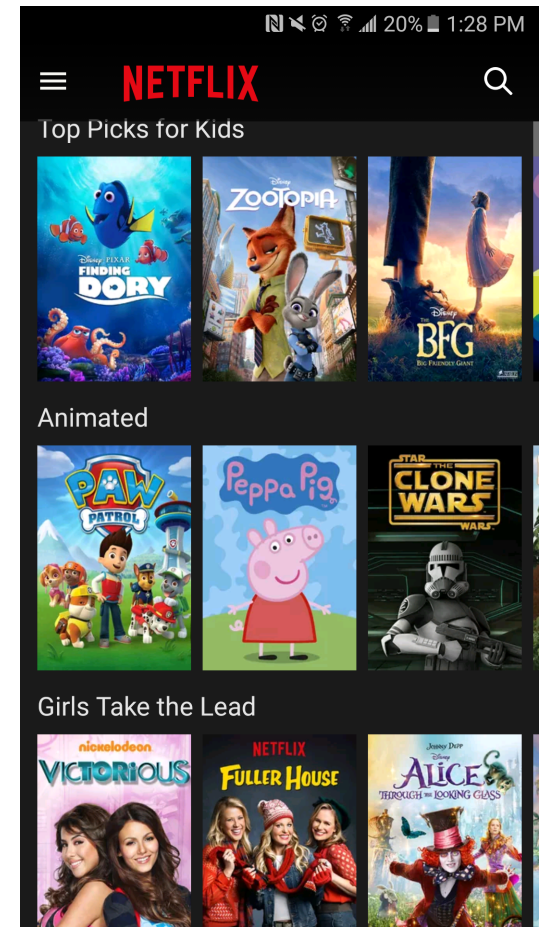 20% 1:28 PM
NETFLIX
Top Picks for Kids
Disney·PIXAR
FINDING
DORY
Disney
ZOOTOPIA
Disney
THE
BFG
BIG FRIENDLY GIANT
Animated
PAW
PATROL
Peppa Pig
STAR
THE
CLONE
WARS
WARS
Girls Take the Lead
nickelodeon
VICTORiOUS
NETFLIX
FULLER HOUSE
JOHNNY DEPP
Disney
ALICE
THROUGH THE LOOKING GLASS